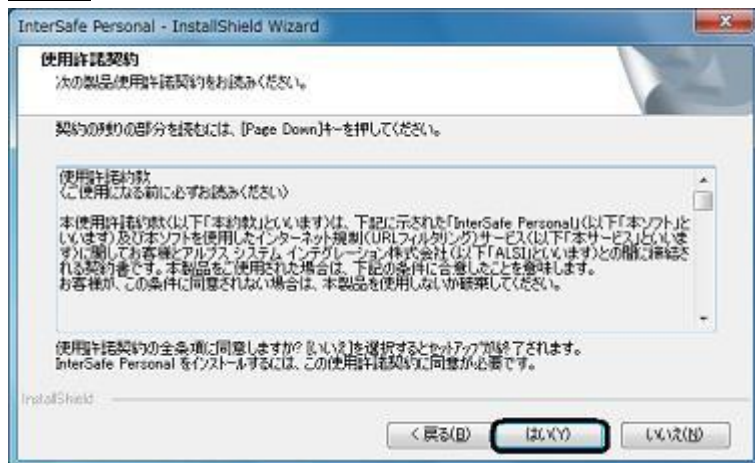 InterSafe Personal - InstallShield Wizard
使用許諾契約
次の製品使用許諾契約をお読みください。
契約の残りの部分を読むには、[Page Down]キーを押してください。
使用許諾約款
(ご使用になる前に必ずお読みください)
本使用許諾約款(以下「本約款」といいます)は、下記に示された「InterSafe Personal」(以下「本ソフト」と
いいます)及び本ソフトを使用したインターネット規制(URLフィルタリング)サービス(以下「本サービス」といいま
す)に関してお客様とアルプス システム インテグレーション株式会社(以下「ALSI」といいます)との間に締結さ
れる契約書です。本製品をご使用された場合は、下記の条件に合意したことを意味します。
お客様が、この条件に同意されない場合は、本製品を使用しないか破棄してください。
使用許諾契約の全条項に同意しますか? [いいえ]を選択するとセットアップが終了されます。
InterSafe Personal をインストールするには、この使用許諾契約に同意が必要です。
InstallShield
< 戻る(B)
はい(Y)
いいえ(N)